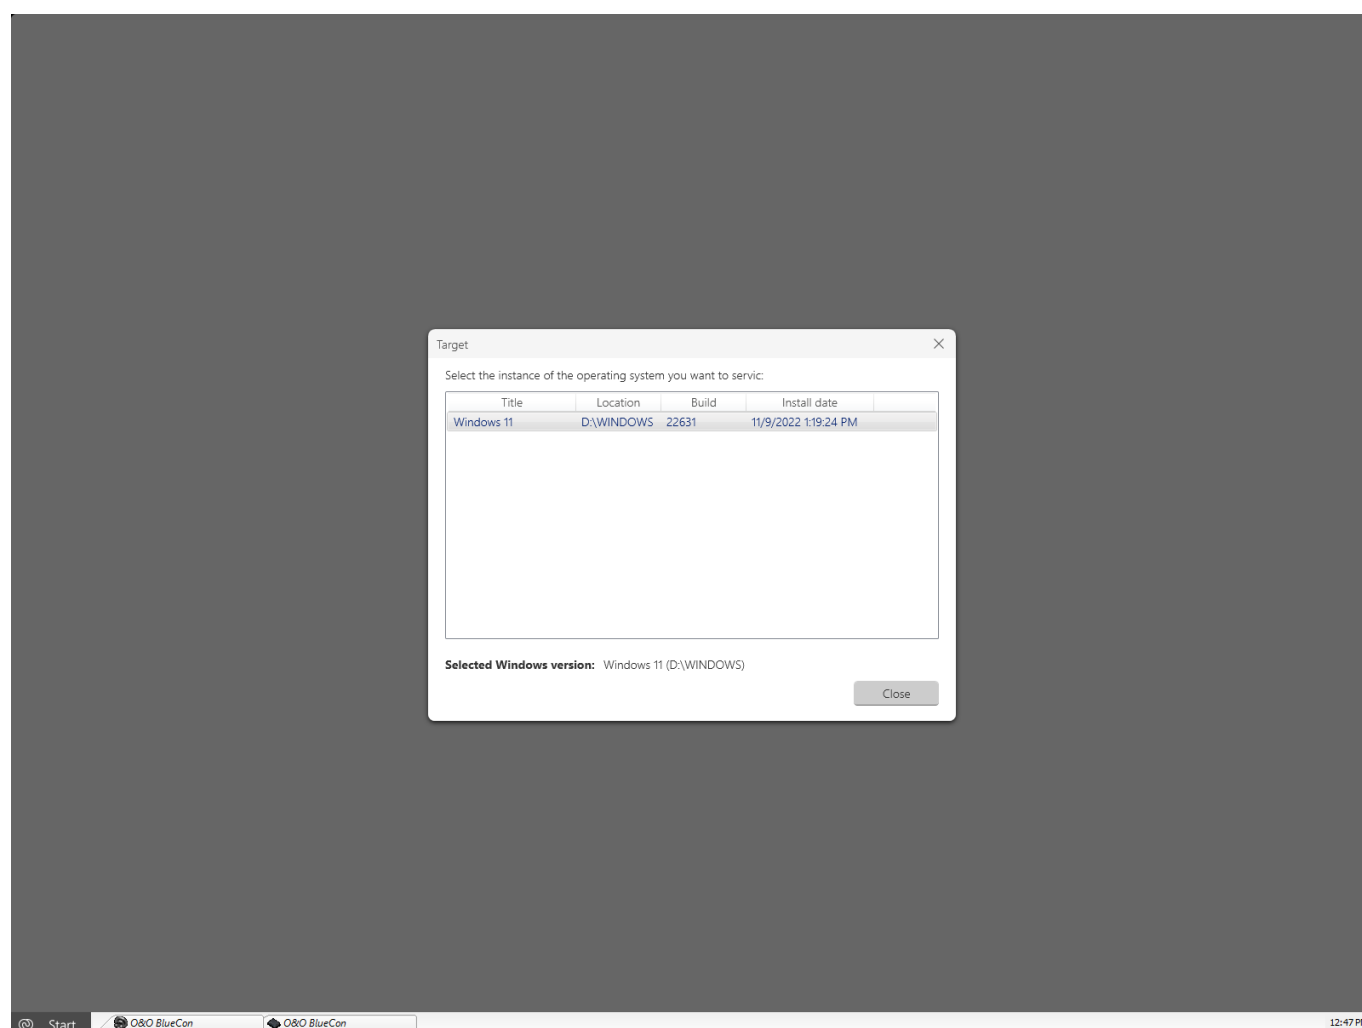 Target
Select the instance of the operating system you want to servic:
Title Location Build Install date
Windows 11 D:\WINDOWS 22631 11/9/2022 1:19:24 PM
Selected Windows version: Windows 11 (D:\WINDOWS)
Close
Start O&O BlueCon O&O BlueCon 12:47 PM